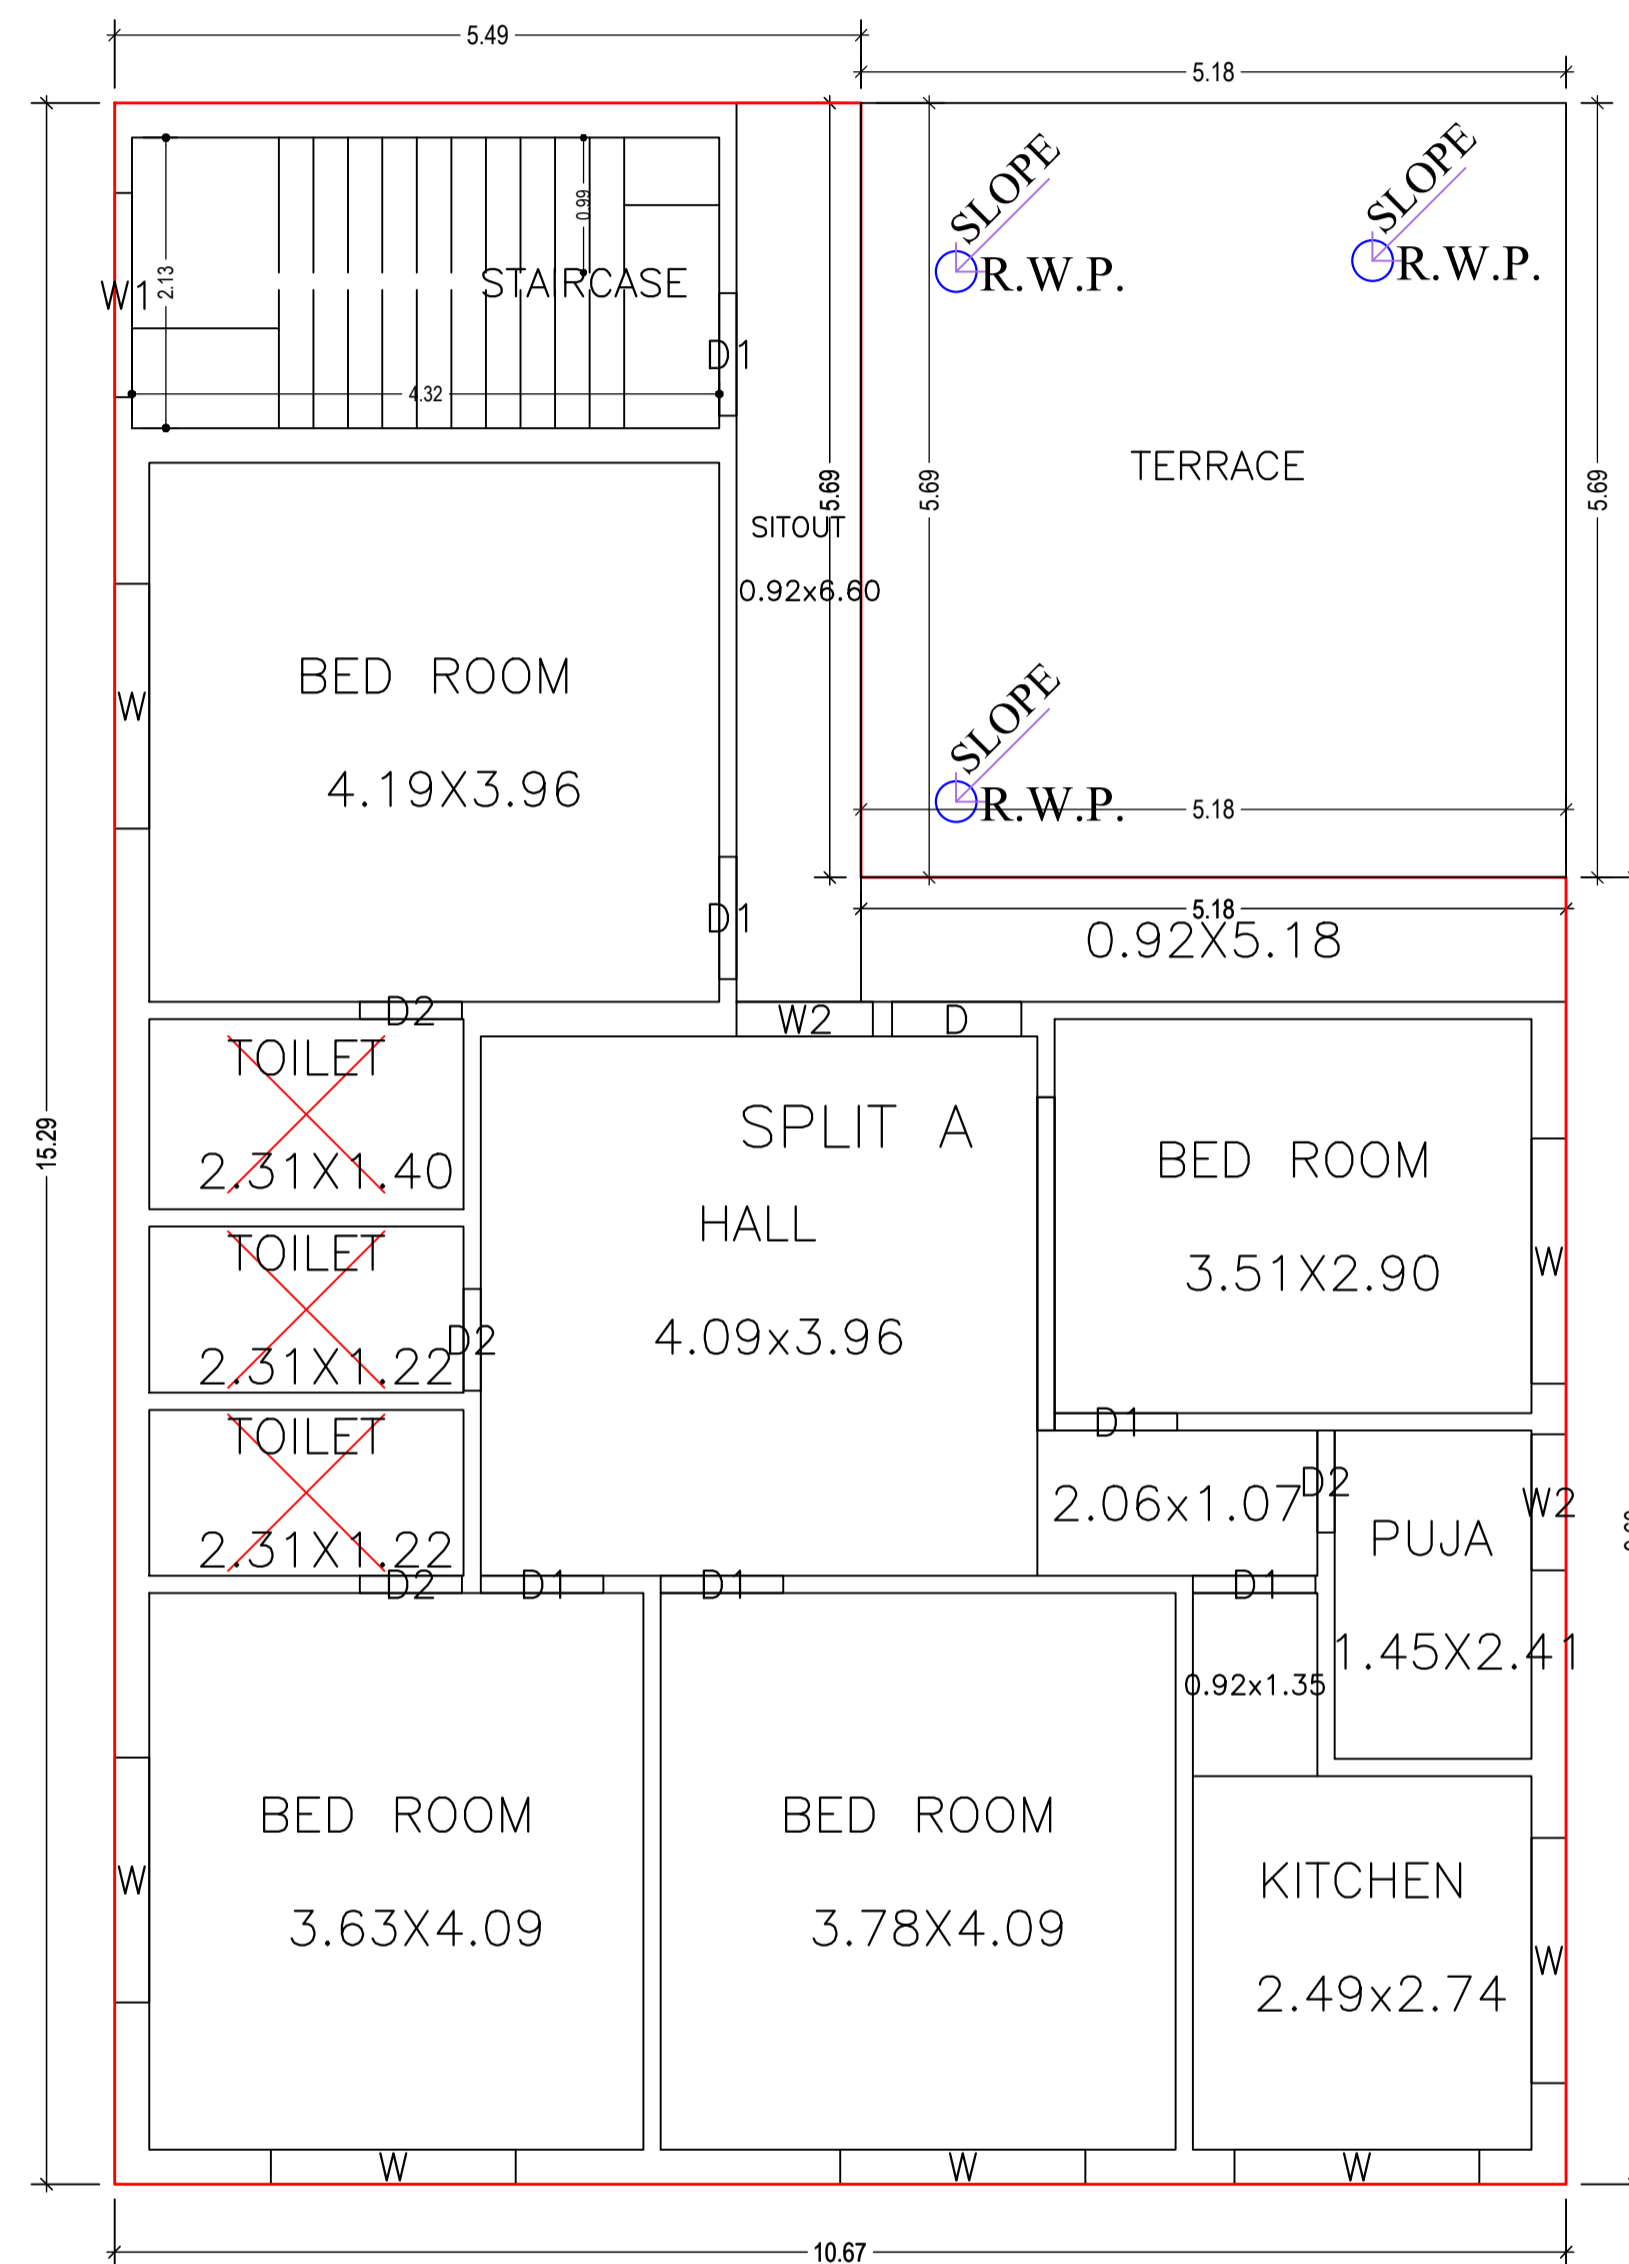 5.49
5.18
SLOPE
SLOPE
R.W.P.
R.W.P.
0.99
2.13
W1
STAIRCASE
D1
4.32
TERRACE
5.69
5.69
5.69
SITOUT
0.92x6.60
BED ROOM
W
4.19X3.96
SLOPE
R.W.P.
5.18
D1
5.18
0.92X5.18
D2
W2
D
TOILET
2.31X1.40
15.29
SPLIT A
HALL
4.09x3.96
BED ROOM
3.51X2.90
W
TOILET
2.31X1.22
D2
TOILET
2.31X1.22
D1
2.06x1.07
D2
W2
PUJA
1.45X2.41
D2
D1
D1
D1
0.92x1.35
BED ROOM
3.63X4.09
W
BED ROOM
3.78X4.09
KITCHEN
2.49x2.74
W
W
W
W
10.67